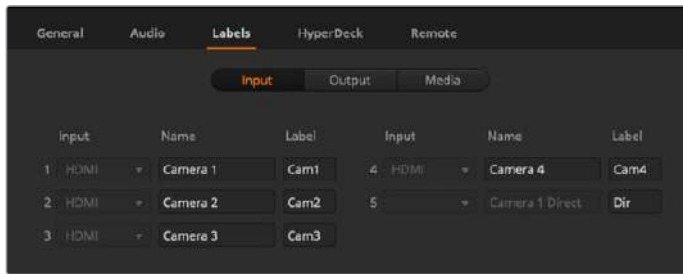 General Audio Labels HyperDeck Remote
Input Output Media
Input Name Label Input Name Label
1 HDMI Camera 1 Cam1 4 HDMI Camera 4 Cam4
2 HDMI Camera 2 Cam2 5 Camera 1 Direct Dir
3 HDMI Camera 3 Cam3